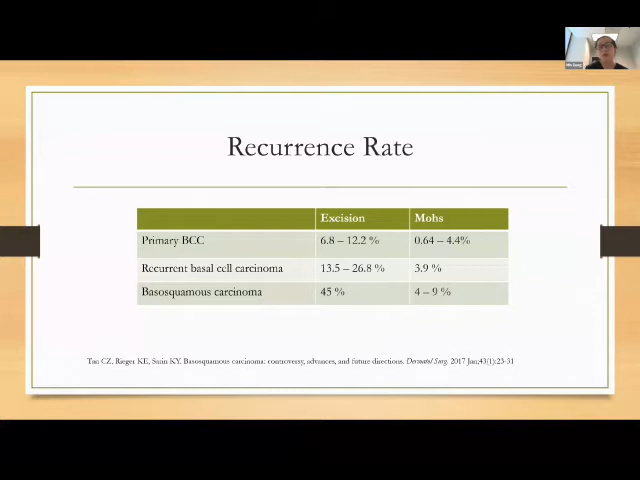 Recurrence Rate
Excision Mohs
Primary BCC 6.8 – 12.2 % 0.64 – 4.4%
Recurrent basal cell carcinoma 13.5 – 26.8 % 3.9 %
Basosquamous carcinoma 45 % 4 – 9 %
Tan CZ, Rieger KE, Sarin KY. Basosquamous carcinoma: controversy, advances, and future directions. Dermatol Surg. 2017 Jan;43(1):23-31